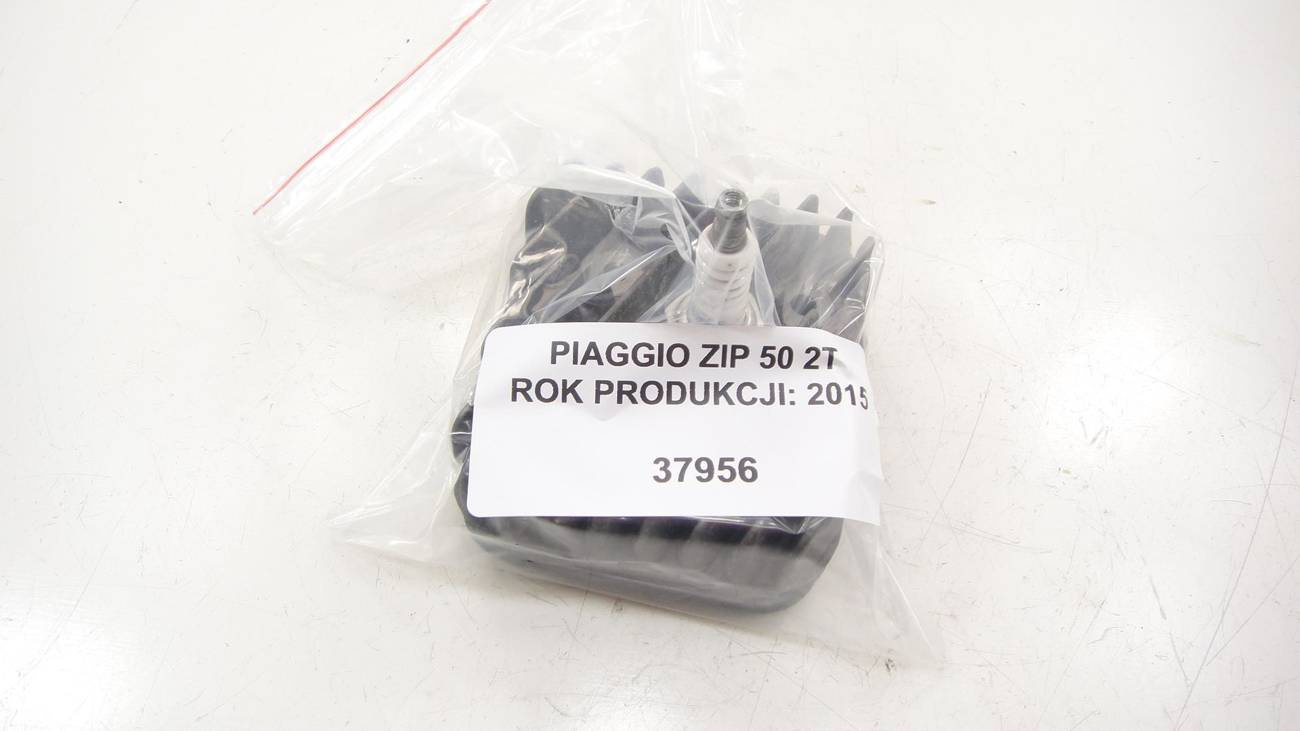 PIAGGIO ZIP 50 2T
ROK PRODUKCJI: 2015
37956